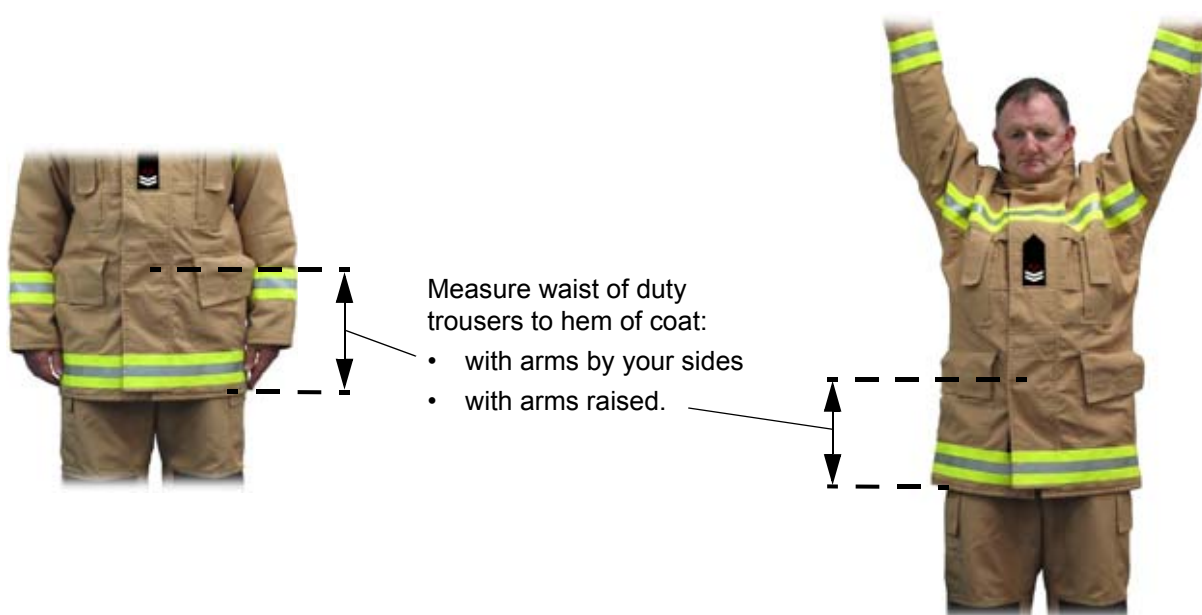 Measure waist of duty
trousers to hem of coat:
• with arms by your sides
• with arms raised.